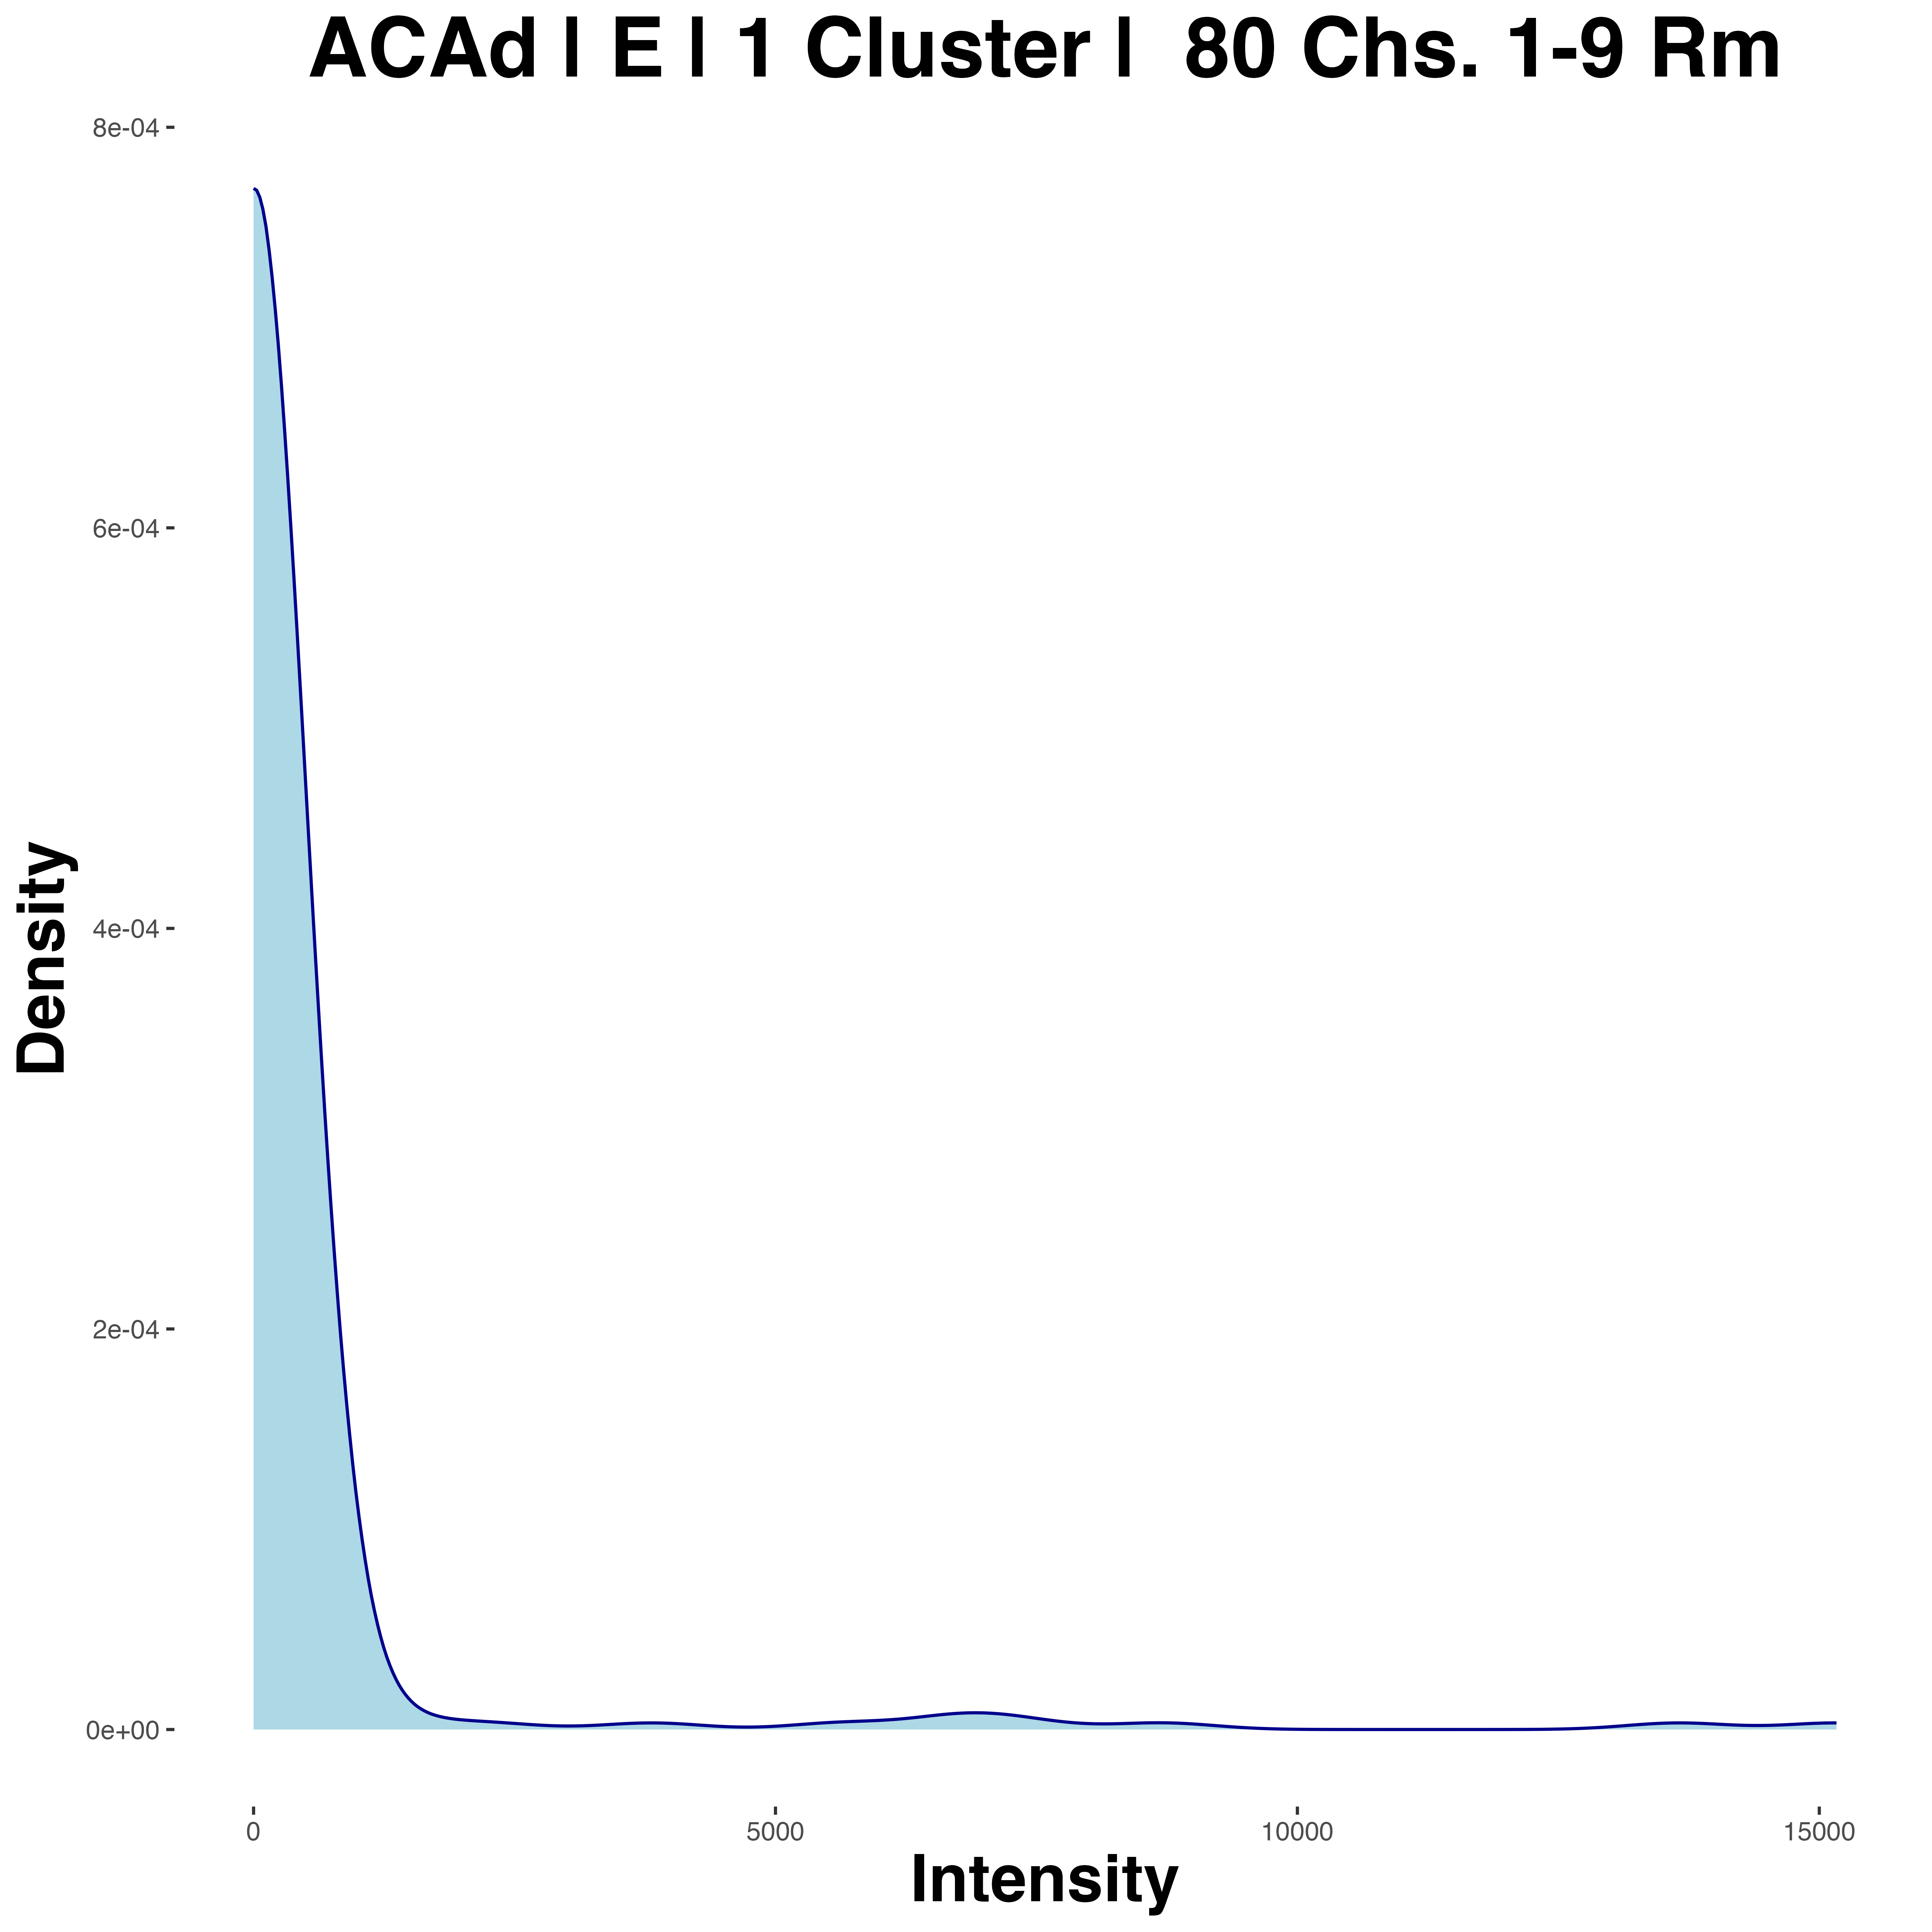 ACAd | E | 1 Cluster |  80 Chs. 1-9 Rm
8e-04
6e-04
4e-04
2e-04
0e+00
Density
0 5000 10000 15000
Intensity